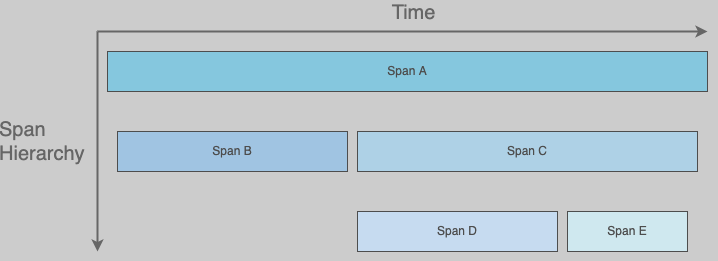 Time
Span A
Span
Hierarchy
Span B
Span C
Span D
Span E